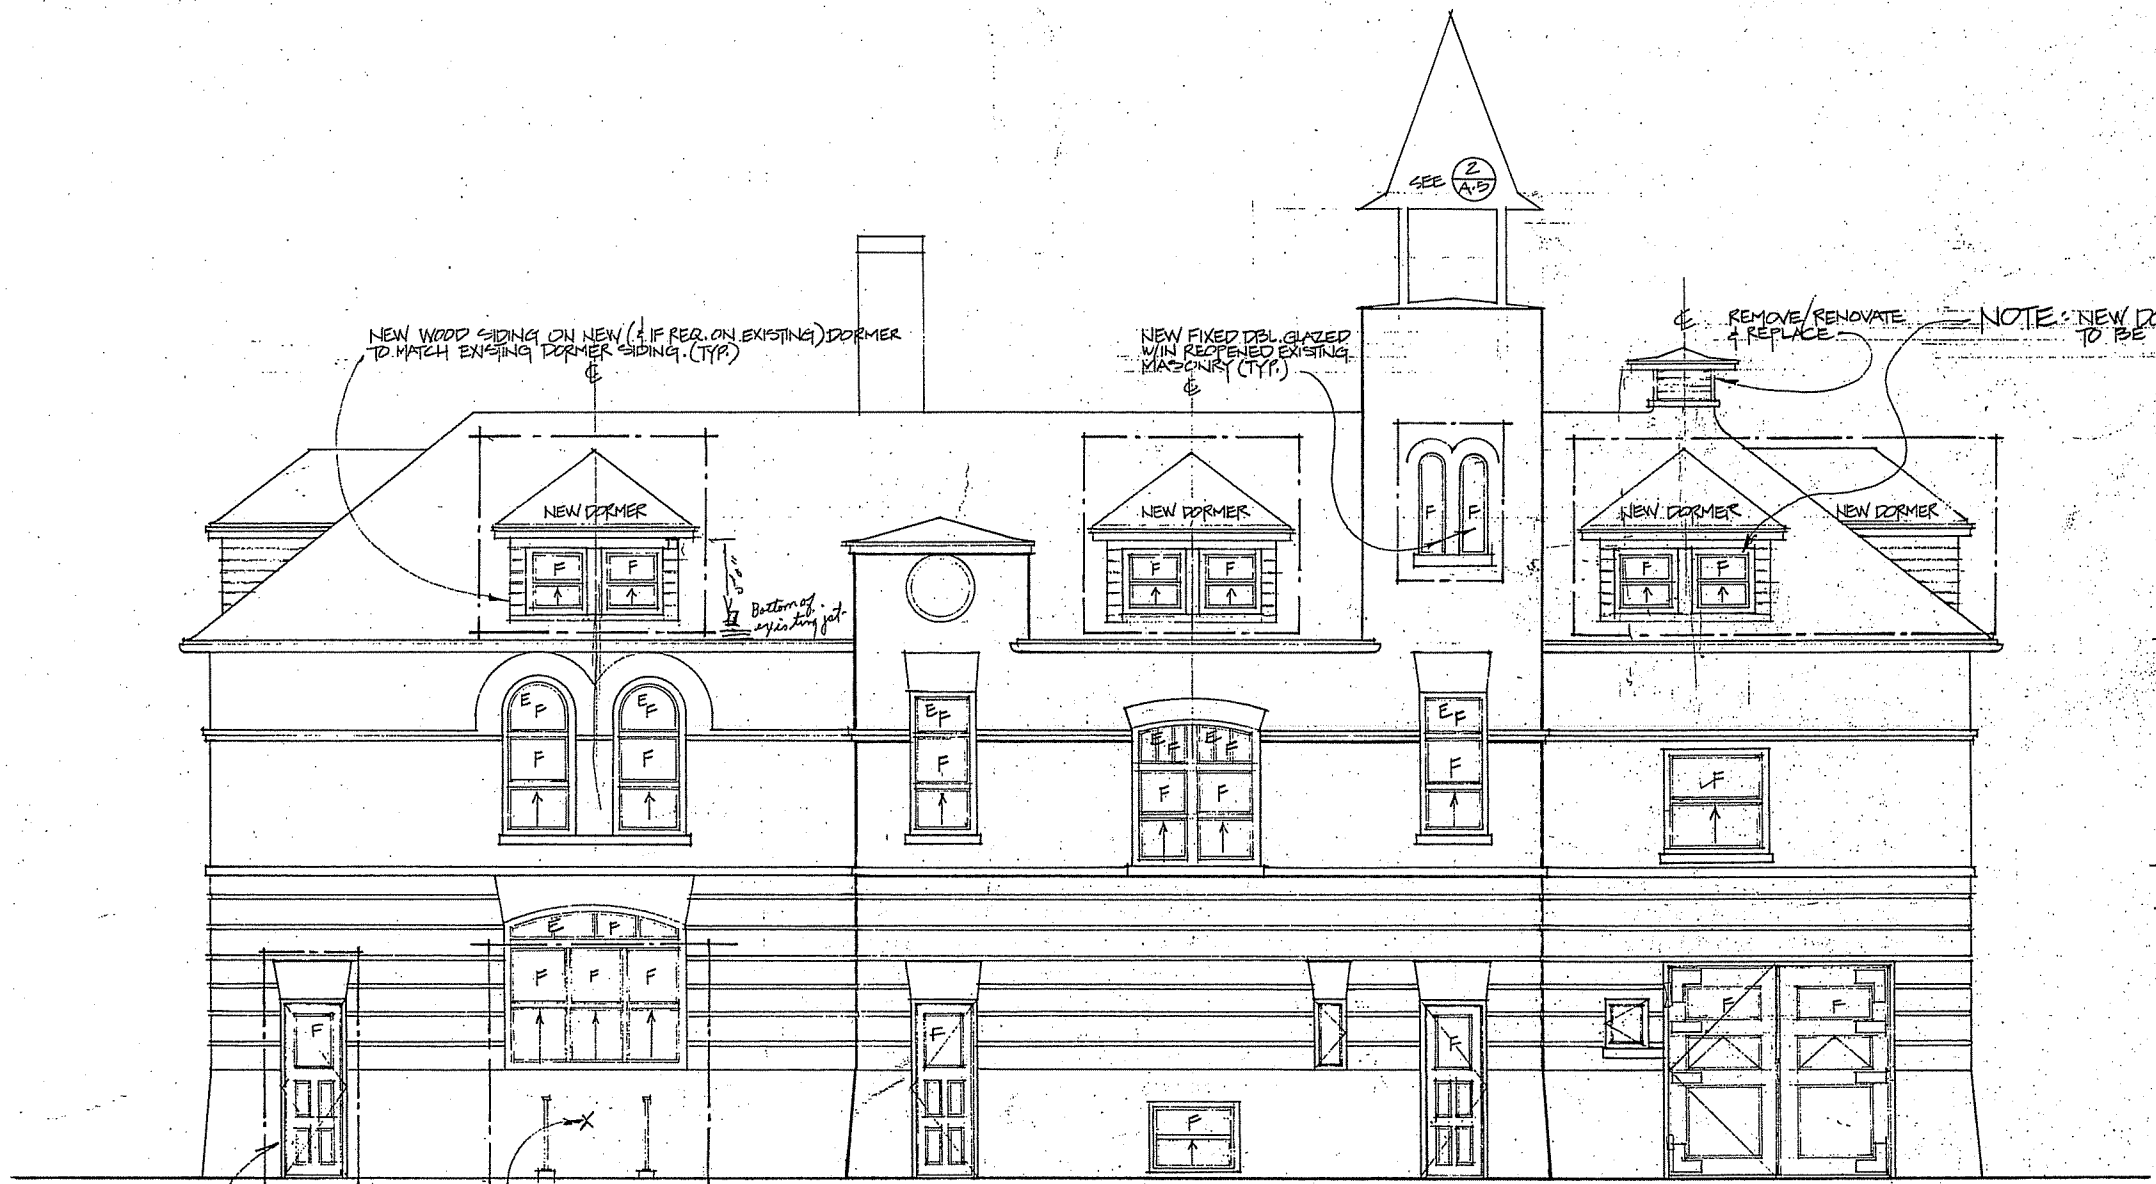 SEE 2
A-5
NEW WOOD SIDING ON NEW (& IF REQ. ON EXISTING) DORMER
TO MATCH EXISTING DORMER SIDING. (TYP.)
℄
NEW FIXED DBL. GLAZED
W/IN REOPENED EXISTING
MASONRY (TYP.)
℄
℄
REMOVE/RENOVATE
& REPLACE
NOTE: NEW DO
TO BE
NEW DORMER
NEW DORMER
NEW DORMER
NEW DORMER
F F
F F
F F
F F
Bottom of
existing jst.
E F
E F
E F
E F E F
E F
F F F F F F F
E F
F F F
F F F F F
F
X